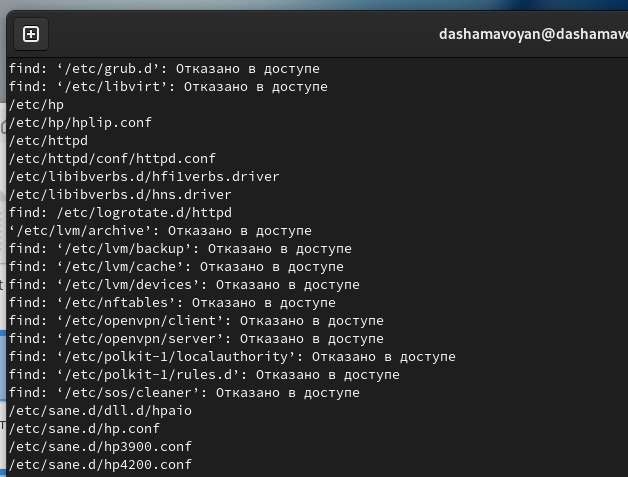 dashamavoyan@dashamavo
find: ‘/etc/grub.d’: Отказано в доступе
find: ‘/etc/libvirt’: Отказано в доступе
/etc/hp
/etc/hp/hplip.conf
/etc/httpd
/etc/httpd/conf/httpd.conf
/etc/libibverbs.d/hfi1verbs.driver
/etc/libibverbs.d/hns.driver
find: /etc/logrotate.d/httpd
‘/etc/lvm/archive’: Отказано в доступе
find: ‘/etc/lvm/backup’: Отказано в доступе
find: ‘/etc/lvm/cache’: Отказано в доступе
find: ‘/etc/lvm/devices’: Отказано в доступе
find: ‘/etc/nftables’: Отказано в доступе
find: ‘/etc/openvpn/client’: Отказано в доступе
find: ‘/etc/openvpn/server’: Отказано в доступе
find: ‘/etc/polkit-1/localauthority’: Отказано в доступе
find: ‘/etc/polkit-1/rules.d’: Отказано в доступе
find: ‘/etc/sos/cleaner’: Отказано в доступе
/etc/sane.d/dll.d/hpaio
/etc/sane.d/hp.conf
/etc/sane.d/hp3900.conf
/etc/sane.d/hp4200.conf